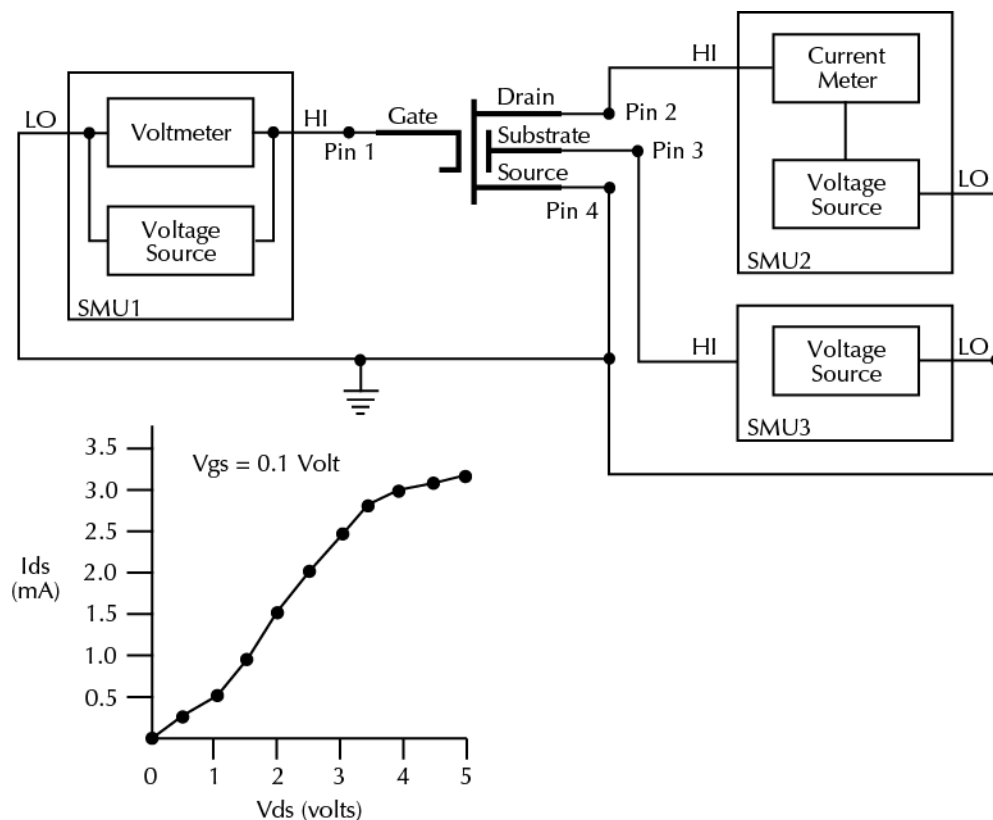 LO
Voltmeter
Voltage
Source
SMU1
HI
Pin 1
Gate
Drain
Substrate
Source
Pin 2
Pin 3
Pin 4
HI
Current
Meter
Voltage
Source
LO
SMU2
HI
Voltage
Source
LO
SMU3
Vgs = 0.1 Volt
Ids
(mA)
3.5
3.0
2.5
2.0
1.5
1.0
0.5
0 1 2 3 4 5
Vds (volts)